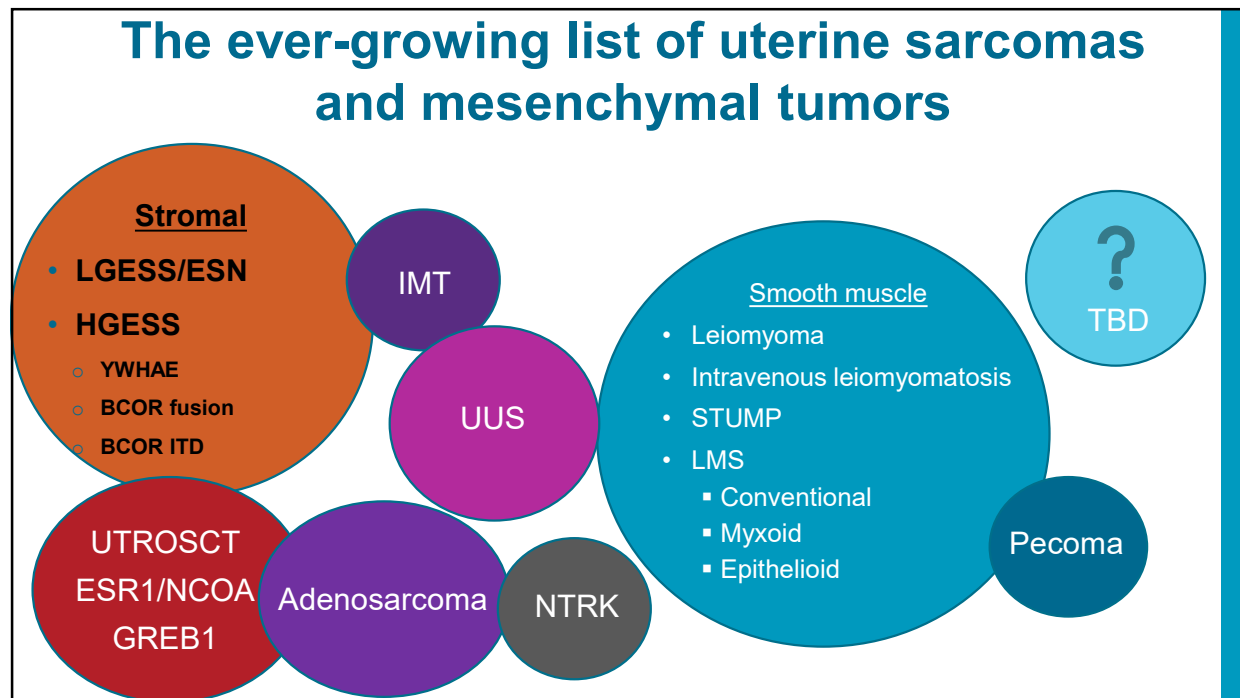 The ever-growing list of uterine sarcomas
and mesenchymal tumors
Stromal
• LGESS/ESN
• HGESS
o YWHAE
o BCOR fusion
o BCOR ITD
IMT
UUS
Smooth muscle
• Leiomyoma
• Intravenous leiomyomatosis
• STUMP
• LMS
▪ Conventional
▪ Myxoid
▪ Epithelioid
?
TBD
Pecoma
UTROSCT
ESR1/NCOA
GREB1
Adenosarcoma
NTRK